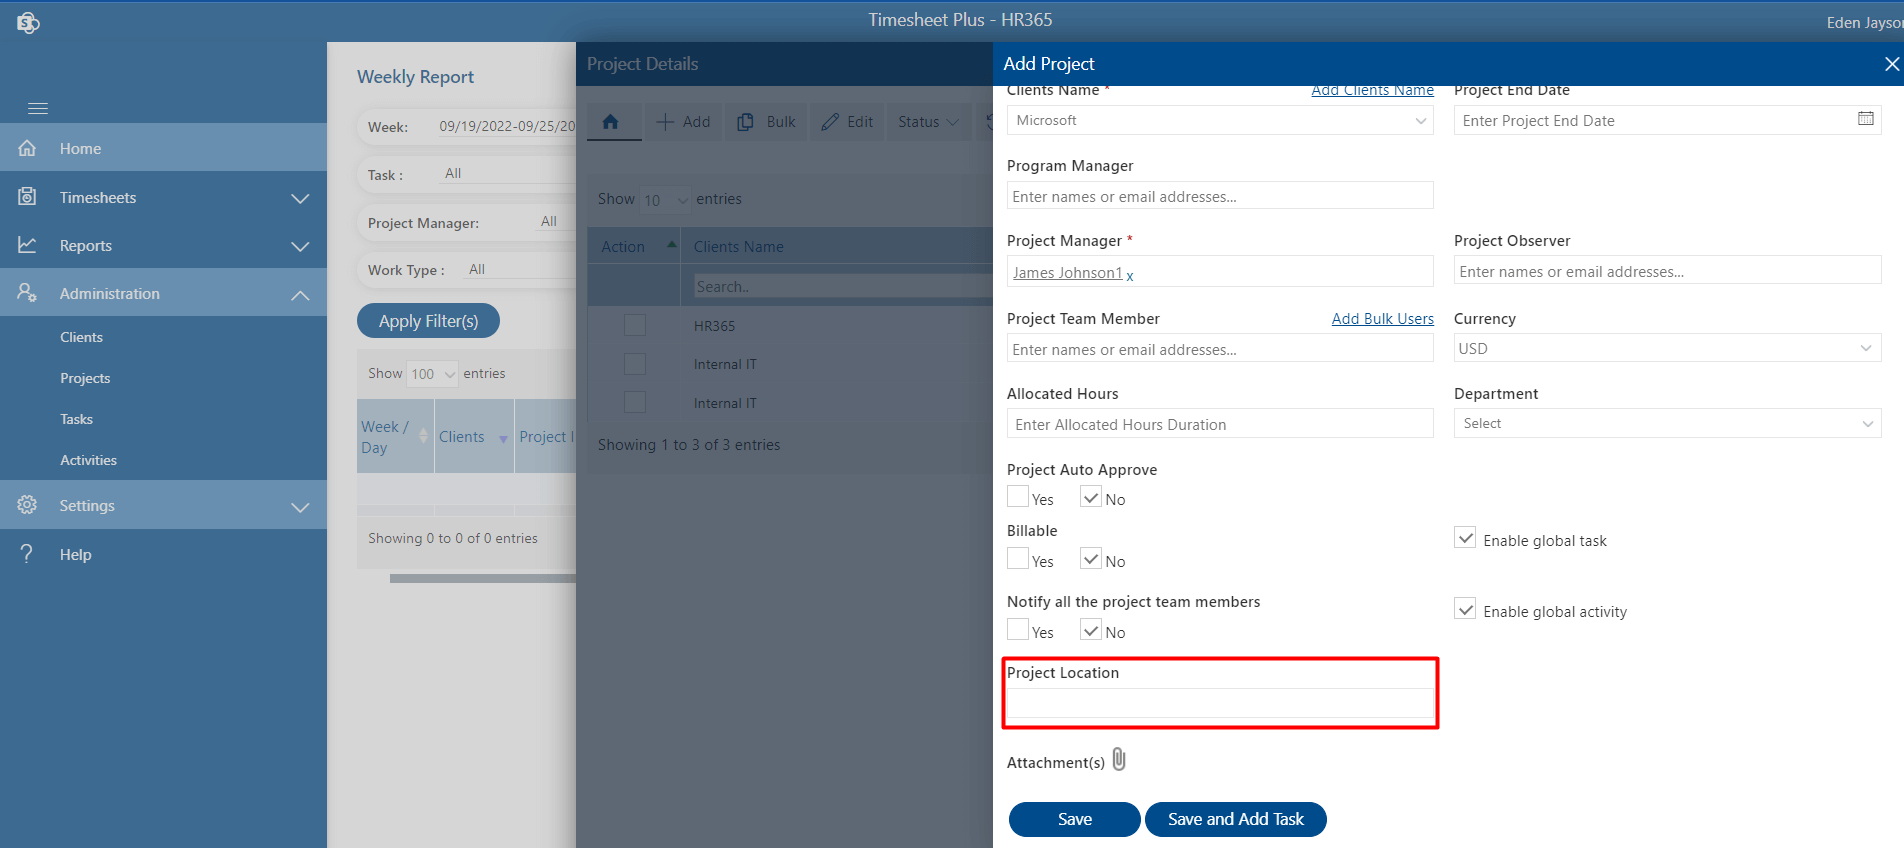 Timesheet Plus - HR365
Home
Timesheets
Reports
Administration
Clients
Projects
Tasks
Activities
Settings
Help
Weekly Report
Week: 09/19/2022-09/25/20
Task : All
Project Manager: All
Work Type : All
Apply Filter(s)
Show 100 entries
Week / Day Clients Project
Showing 0 to 0 of 0 entries
Project Details
Add Bulk Edit Status
Show 10 entries
Action Clients Name
Search..
HR365
Internal IT
Internal IT
Showing 1 to 3 of 3 entries
Eden Jayso
Add Project
Clients Name * Add Clients Name
Microsoft
Project End Date
Enter Project End Date
Program Manager
Enter names or email addresses...
Project Manager *
James Johnson1 x
Project Observer
Enter names or email addresses...
Project Team Member Add Bulk Users
Enter names or email addresses...
Currency
USD
Allocated Hours
Enter Allocated Hours Duration
Department
Select
Project Auto Approve
Yes No
Billable
Yes No
Enable global task
Notify all the project team members
Yes No
Enable global activity
Project Location
Attachment(s)
Save Save and Add Task